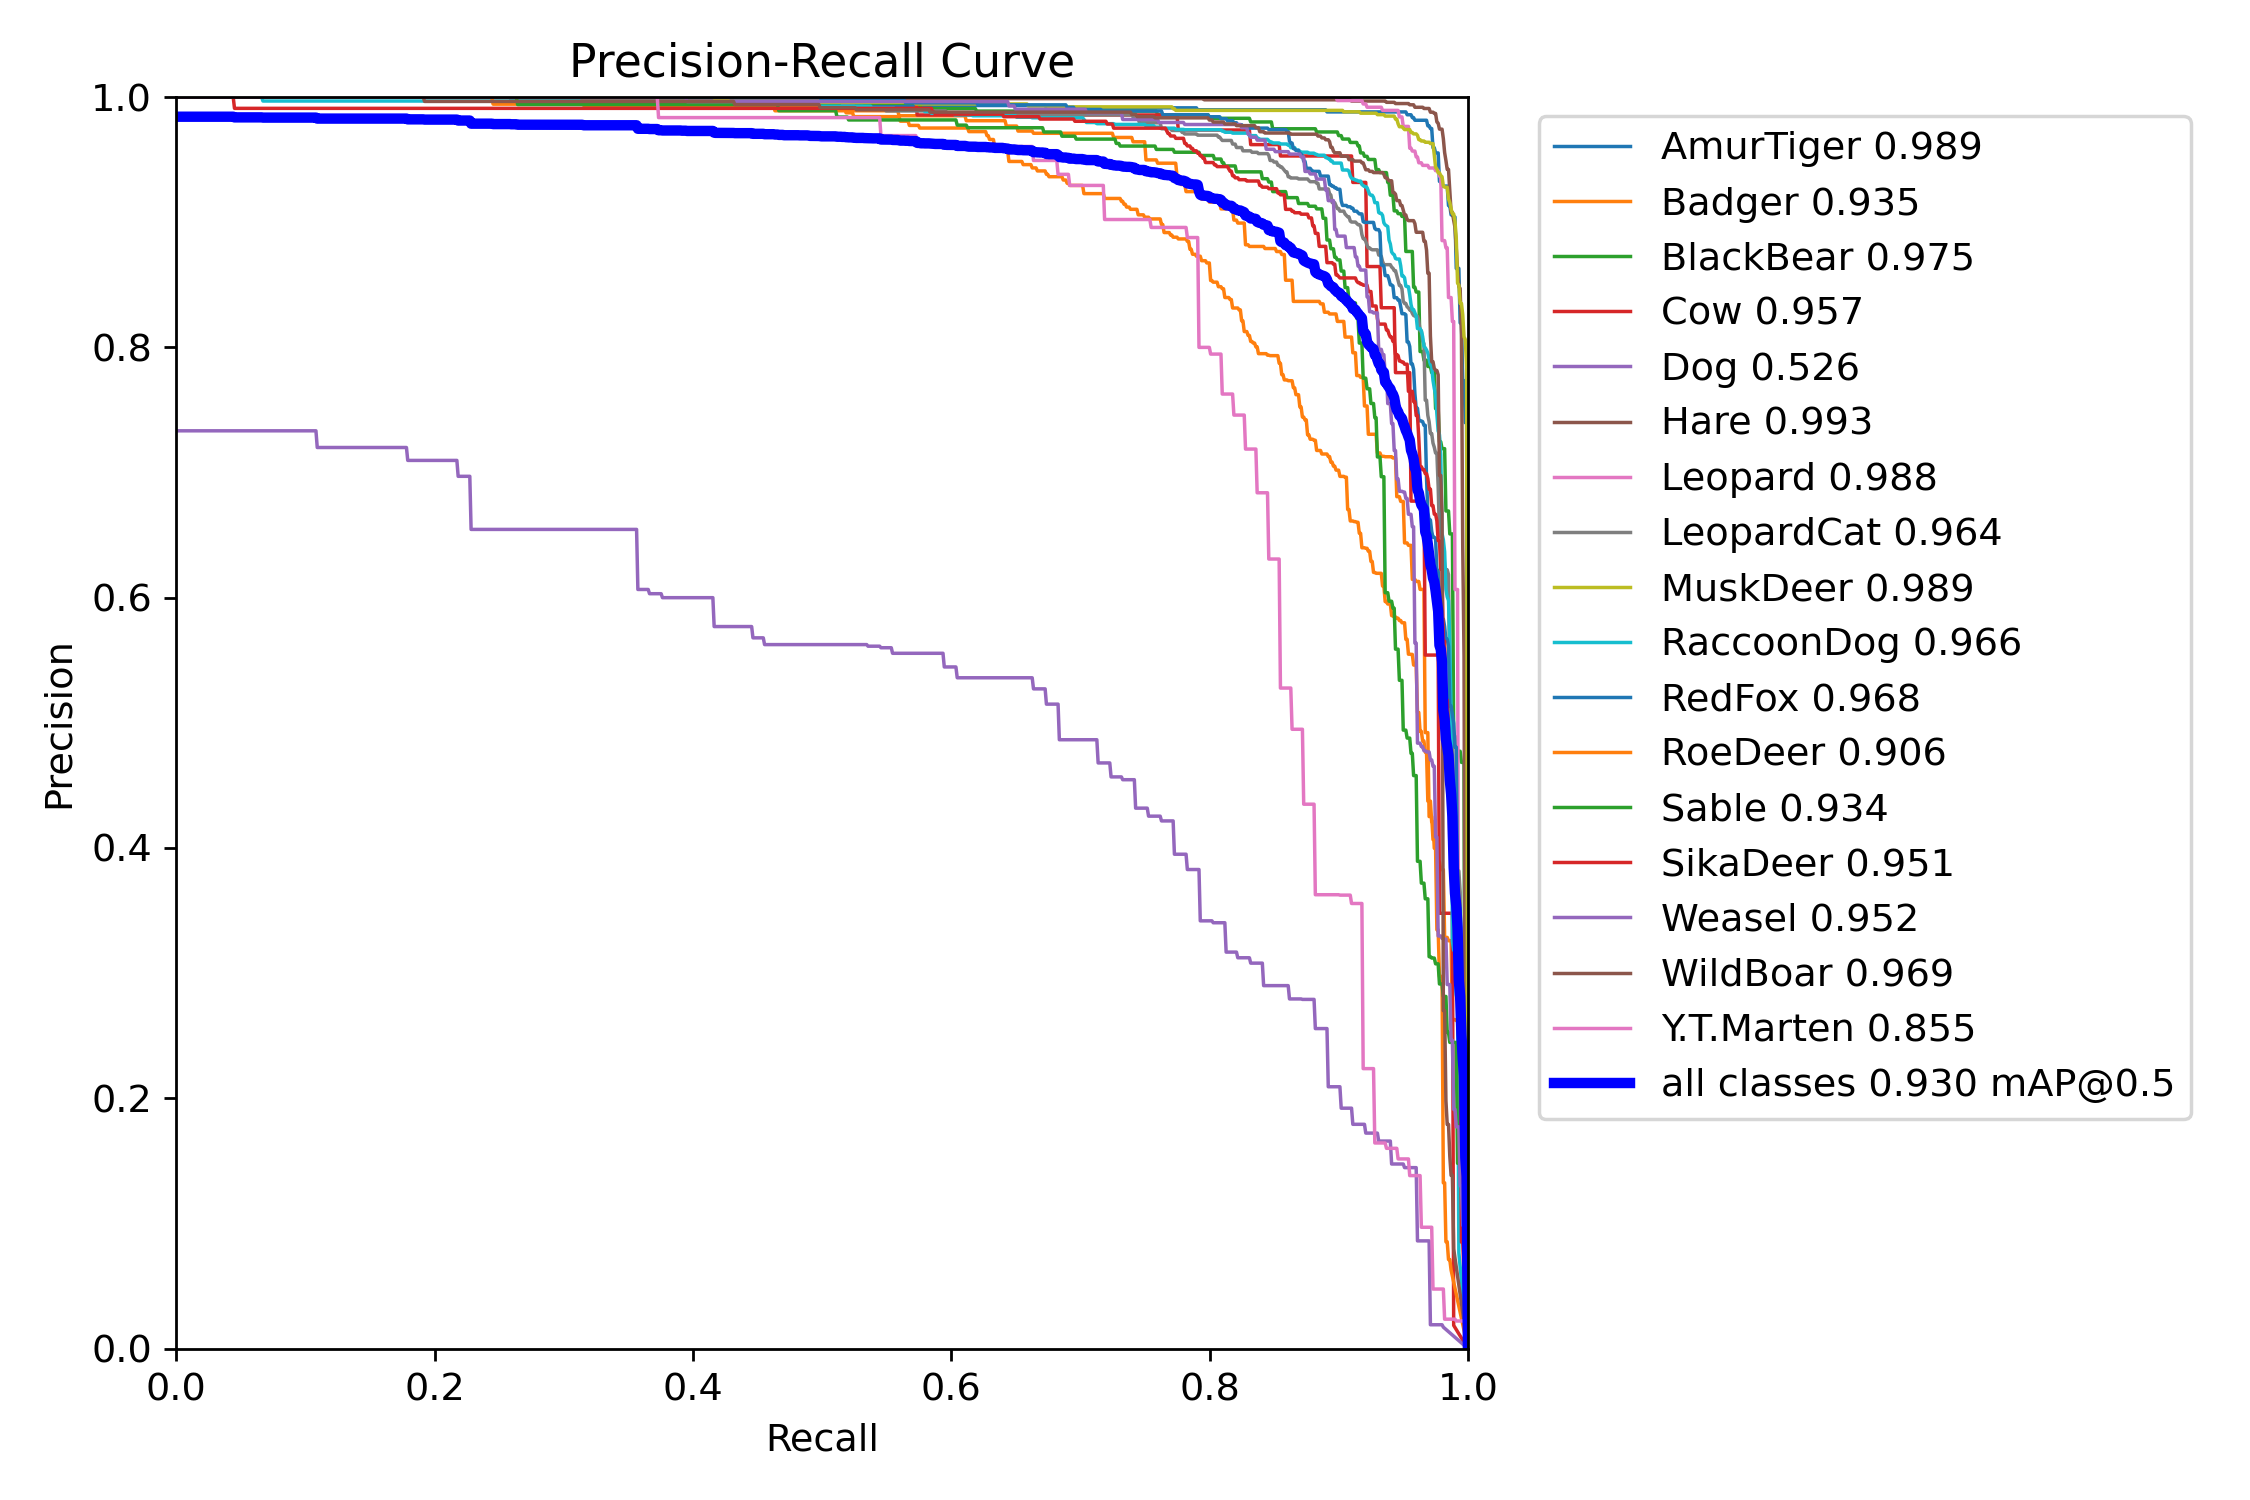 Precision-Recall Curve
1.0
0.8
0.6
0.4
0.2
0.0
Precision
0.0 0.2 0.4 0.6 0.8 1.0
Recall
AmurTiger 0.989
Badger 0.935
BlackBear 0.975
Cow 0.957
Dog 0.526
Hare 0.993
Leopard 0.988
LeopardCat 0.964
MuskDeer 0.989
RaccoonDog 0.966
RedFox 0.968
RoeDeer 0.906
Sable 0.934
SikaDeer 0.951
Weasel 0.952
WildBoar 0.969
Y.T.Marten 0.855
all classes 0.930 mAP@0.5